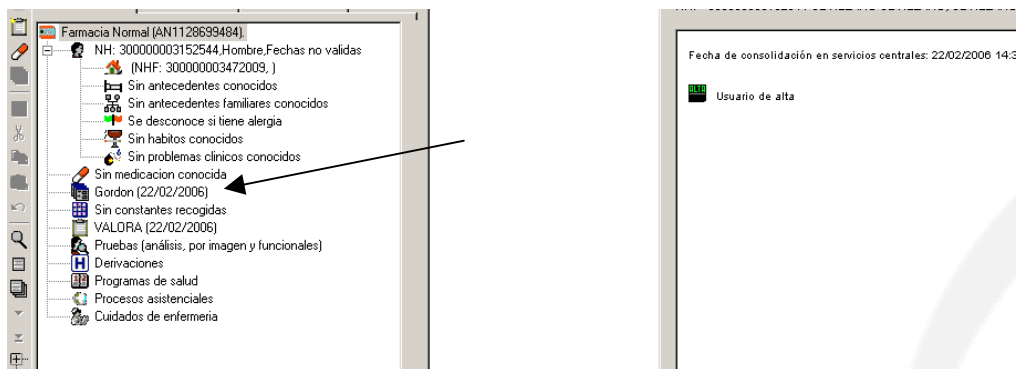 Farmacia Normal (AN1128699484).
NH: 300000003152544,Hombre,Fechas no validas
(NHF: 300000003472009, )
Sin antecedentes conocidos
Sin antecedentes familiares conocidos
Se desconoce si tiene alergia
Sin habitos conocidos
Sin problemas clinicos conocidos
Sin medicacion conocida
Gordon (22/02/2006)
Sin constantes recogidas
VALORA (22/02/2006)
Pruebas (análisis, por imagen y funcionales)
H Derivaciones
Programas de salud
Procesos asistenciales
Cuidados de enfermeria
Fecha de consolidación en servicios centrales: 22/02/2006 14:3
ALTA Usuario de alta